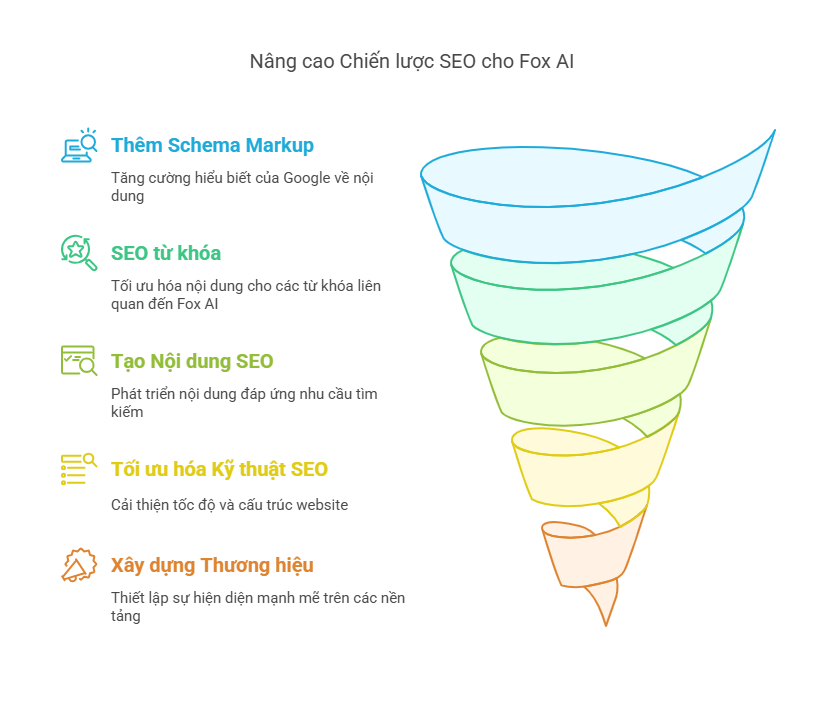 Nâng cao Chiến lược SEO cho Fox AI
Thêm Schema Markup
Tăng cường hiểu biết của Google về nội
dung
SEO từ khóa
Tối ưu hóa nội dung cho các từ khóa liên
quan đến Fox AI
Tạo Nội dung SEO
Phát triển nội dung đáp ứng nhu cầu tìm
kiếm
Tối ưu hóa Kỹ thuật SEO
Cải thiện tốc độ và cấu trúc website
Xây dựng Thương hiệu
Thiết lập sự hiện diện mạnh mẽ trên các nền
tảng